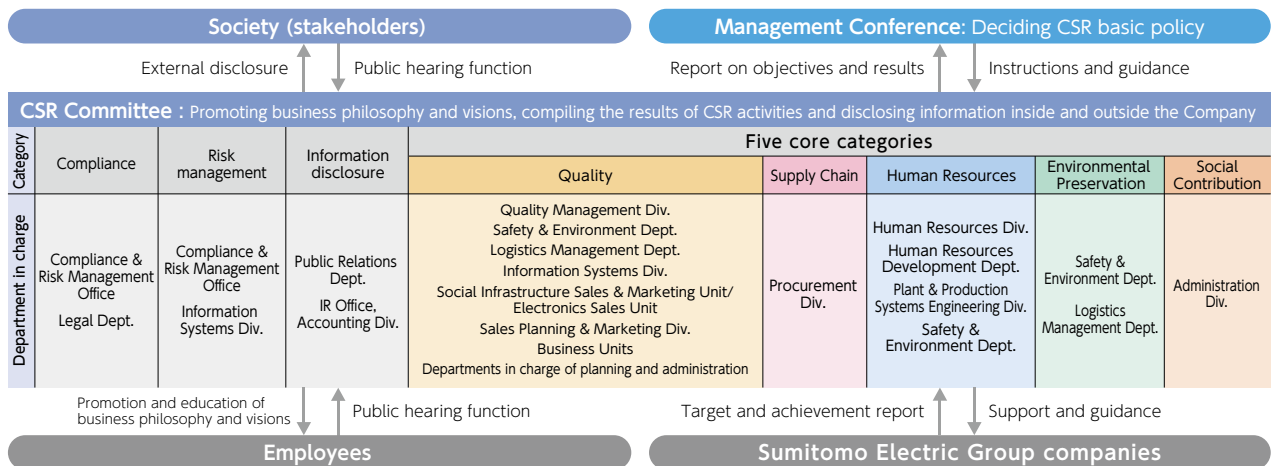 Society (stakeholders)
Management Conference: Deciding CSR basic policy
External disclosure
Public hearing function
Report on objectives and results
Instructions and guidance
CSR Committee : Promoting business philosophy and visions, compiling the results of CSR activities and disclosing information inside and outside the Company
Category
Compliance
Risk
management
Information
disclosure
Five core categories
Quality
Supply Chain
Human Resources
Environmental
Preservation
Social
Contribution
Department in charge
Compliance &
Risk Management
Office
Legal Dept.
Compliance &
Risk Management
Office
Information
Systems Div.
Public Relations
Dept.
IR Office,
Accounting Div.
Quality Management Div.
Safety & Environment Dept.
Logistics Management Dept.
Information Systems Div.
Social Infrastructure Sales & Marketing Unit/
Electronics Sales Unit
Sales Planning & Marketing Div.
Business Units
Departments in charge of planning and administration
Procurement
Div.
Human Resources Div.
Human Resources
Development Dept.
Plant & Production
Systems Engineering Div.
Safety &
Environment Dept.
Safety &
Environment Dept.
Logistics
Management Dept.
Administration
Div.
Promotion and education of
business philosophy and visions
Public hearing function
Target and achievement report
Support and guidance
Employees
Sumitomo Electric Group companies